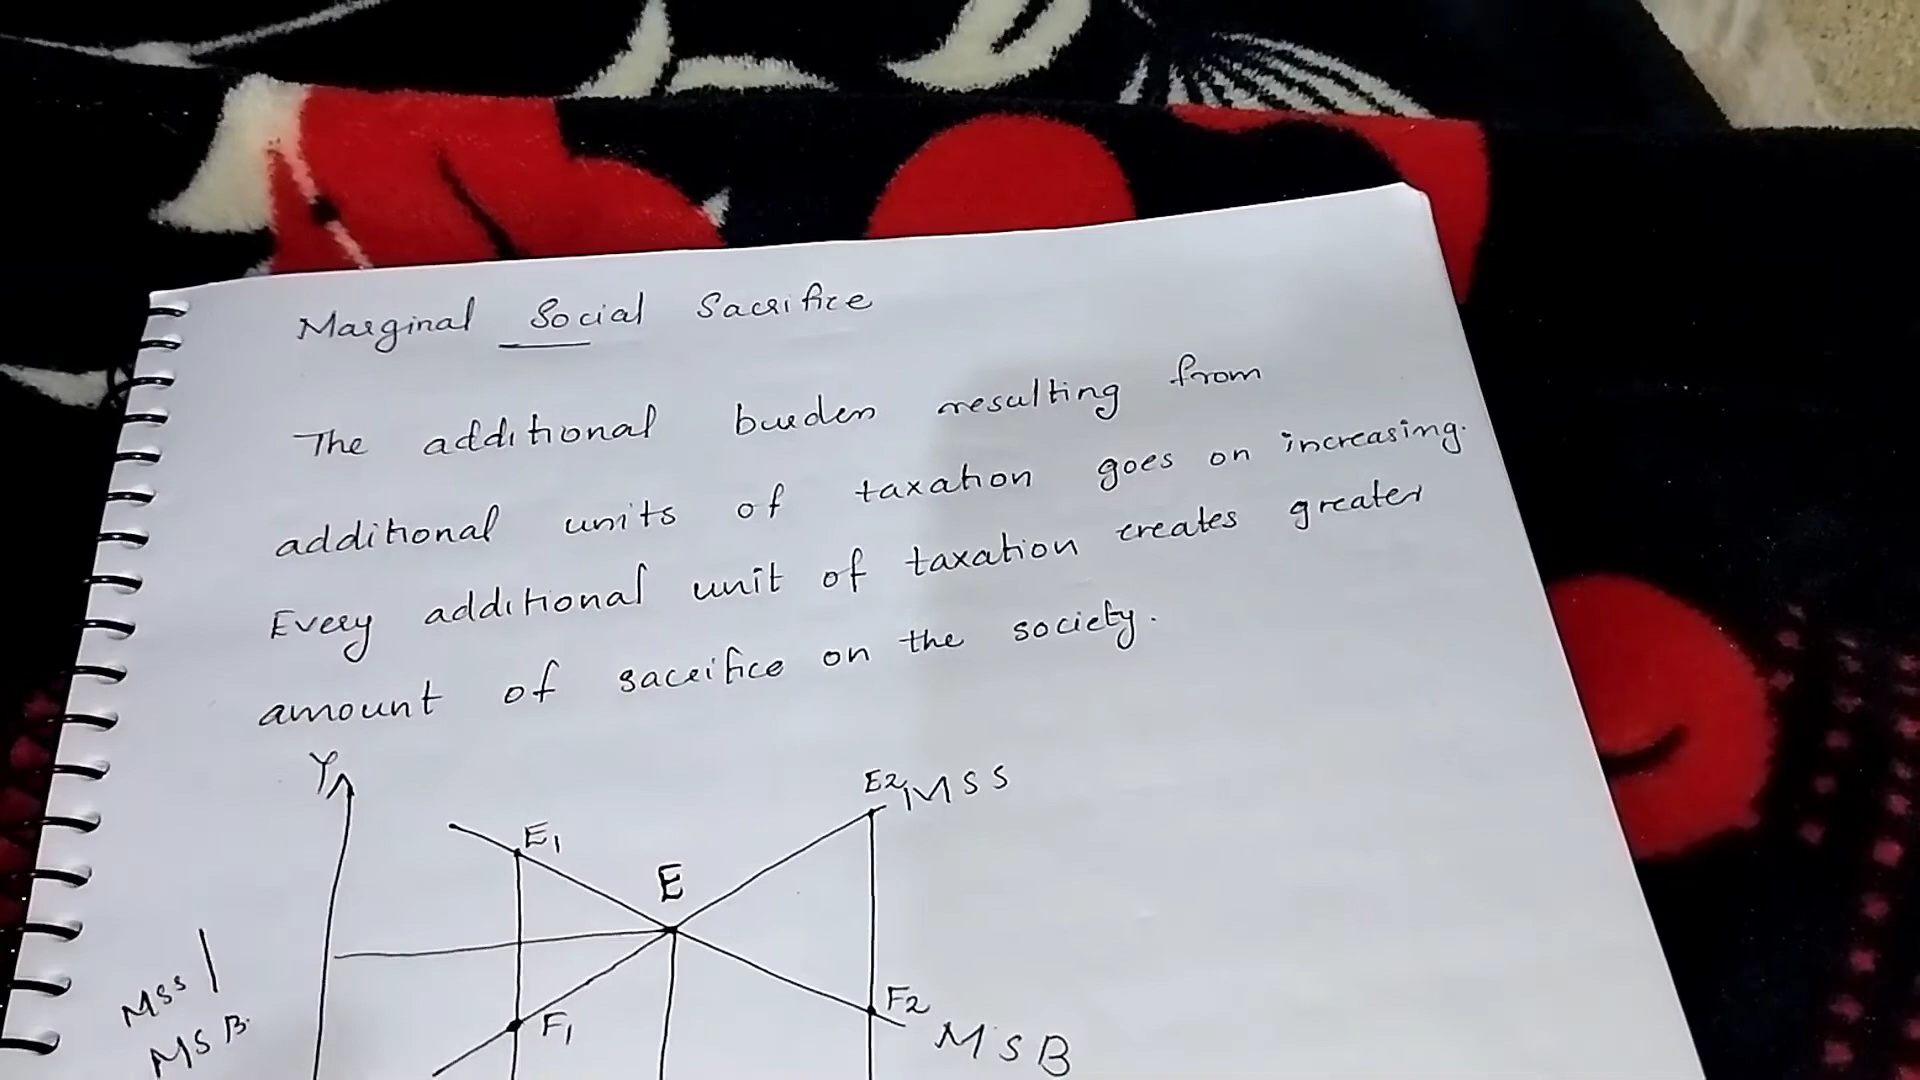 Marginal Social Sacrifice
The additional burden resulting from
additional units of taxation goes on increasing.
Every additional unit of taxation creates greater
amount of sacrifice on the society.
Y
E2 MSS
E1
E
MSS
F2
F1
MSB
MSB.